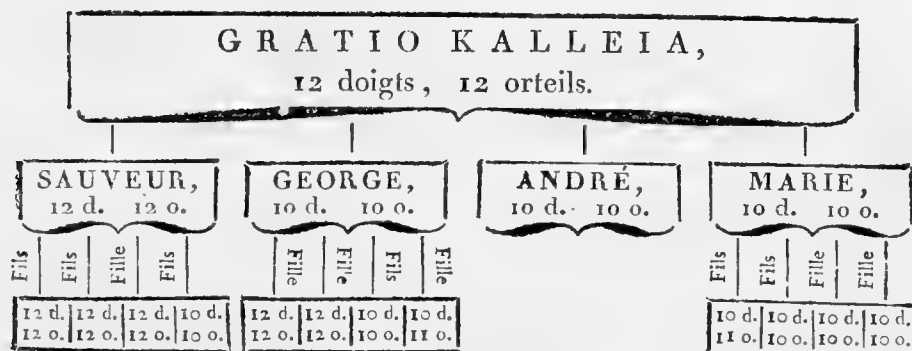 GRATIO KALLEIA,
12 doigts, 12 orteils.
SAUVEUR, GEORGE, ANDRÉ, MARIE,
12 d. 12 o. 10 d. 10 o. 10 d. 10 o. 10 d. 10 o.
Fils Fils Fille Fils Fille Fille Fils Fille Fils Fils Fille Fille
12 d. 12 d. 12 d. 10 d. 12 d. 12 d. 10 d. 10 d. 10 d. 10 d. 10 d. 10 d.
12 o. 12 o. 12 o. 10 o. 12 o. 12 o. 10 o. 11 o. 11 o. 10 o. 10 o. 10 o.